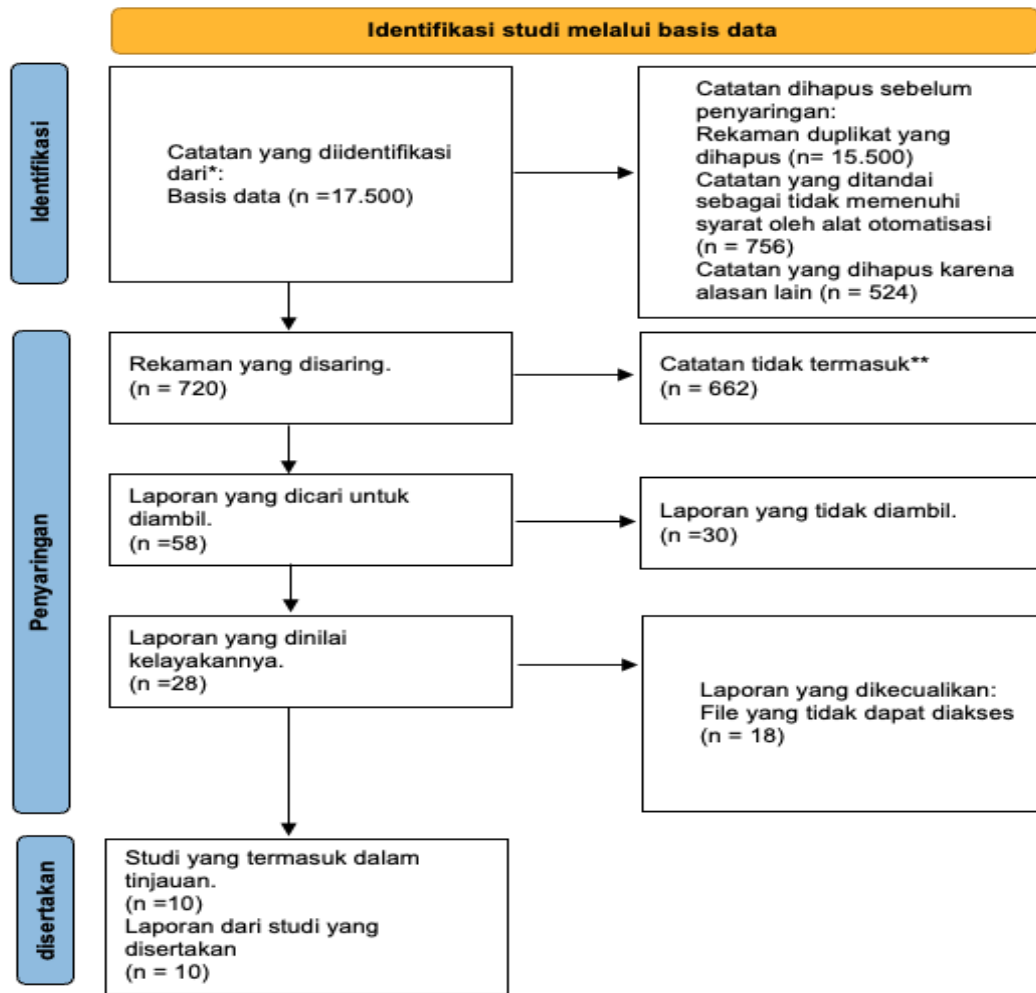 Identifikasi studi melalui basis data
Identifikasi
Catatan yang diidentifikasi
dari*:
Basis data (n =17.500)
Catatan dihapus sebelum
penyaringan:
Rekaman duplikat yang
dihapus (n= 15.500)
Catatan yang ditandai
sebagai tidak memenuhi
syarat oleh alat otomatisasi
(n = 756)
Catatan yang dihapus karena
alasan lain (n = 524)
Penyaringan
Rekaman yang disaring.
(n = 720)
Catatan tidak termasuk**
(n = 662)
Laporan yang dicari untuk
diambil.
(n =58)
Laporan yang tidak diambil.
(n =30)
Laporan yang dinilai
kelayakannya.
(n =28)
Laporan yang dikecualikan:
File yang tidak dapat diakses
(n = 18)
disertakan
Studi yang termasuk dalam
tinjauan.
(n =10)
Laporan dari studi yang
disertakan
(n = 10)